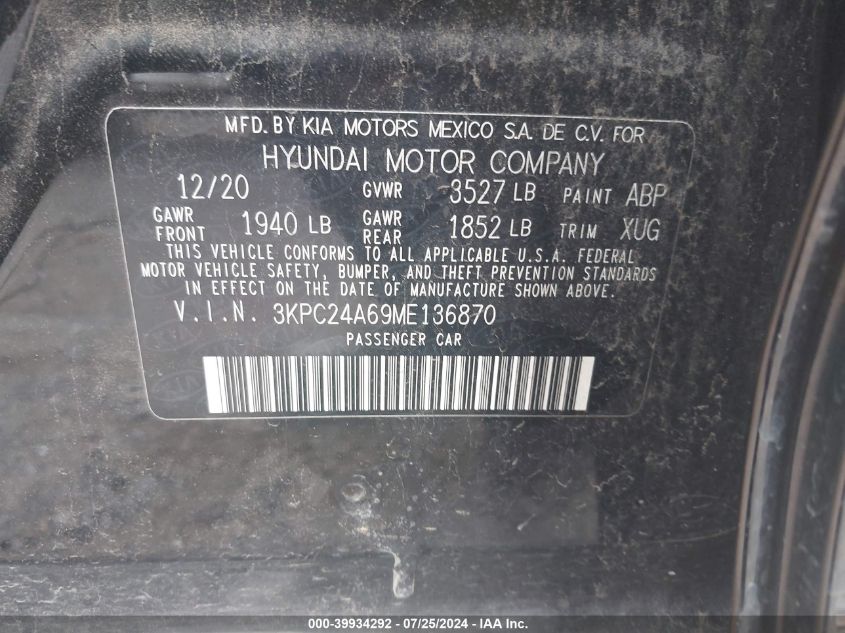 MFD. BY KIA MOTORS MEXICO S.A. DE C.V. FOR
HYUNDAI MOTOR COMPANY
12/20 GVWR 3527 LB PAINT ABP
GAWR FRONT 1940 LB GAWR REAR 1852 LB TRIM XUG
THIS VEHICLE CONFORMS TO ALL APPLICABLE U.S.A. FEDERAL
MOTOR VEHICLE SAFETY, BUMPER, AND THEFT PREVENTION STANDARDS
IN EFFECT ON THE DATE OF MANUFACTURE SHOWN ABOVE.
V.I.N. 3KPC24A69ME136870
PASSENGER CAR
000-39934292 - 07/25/2024 - IAA Inc.